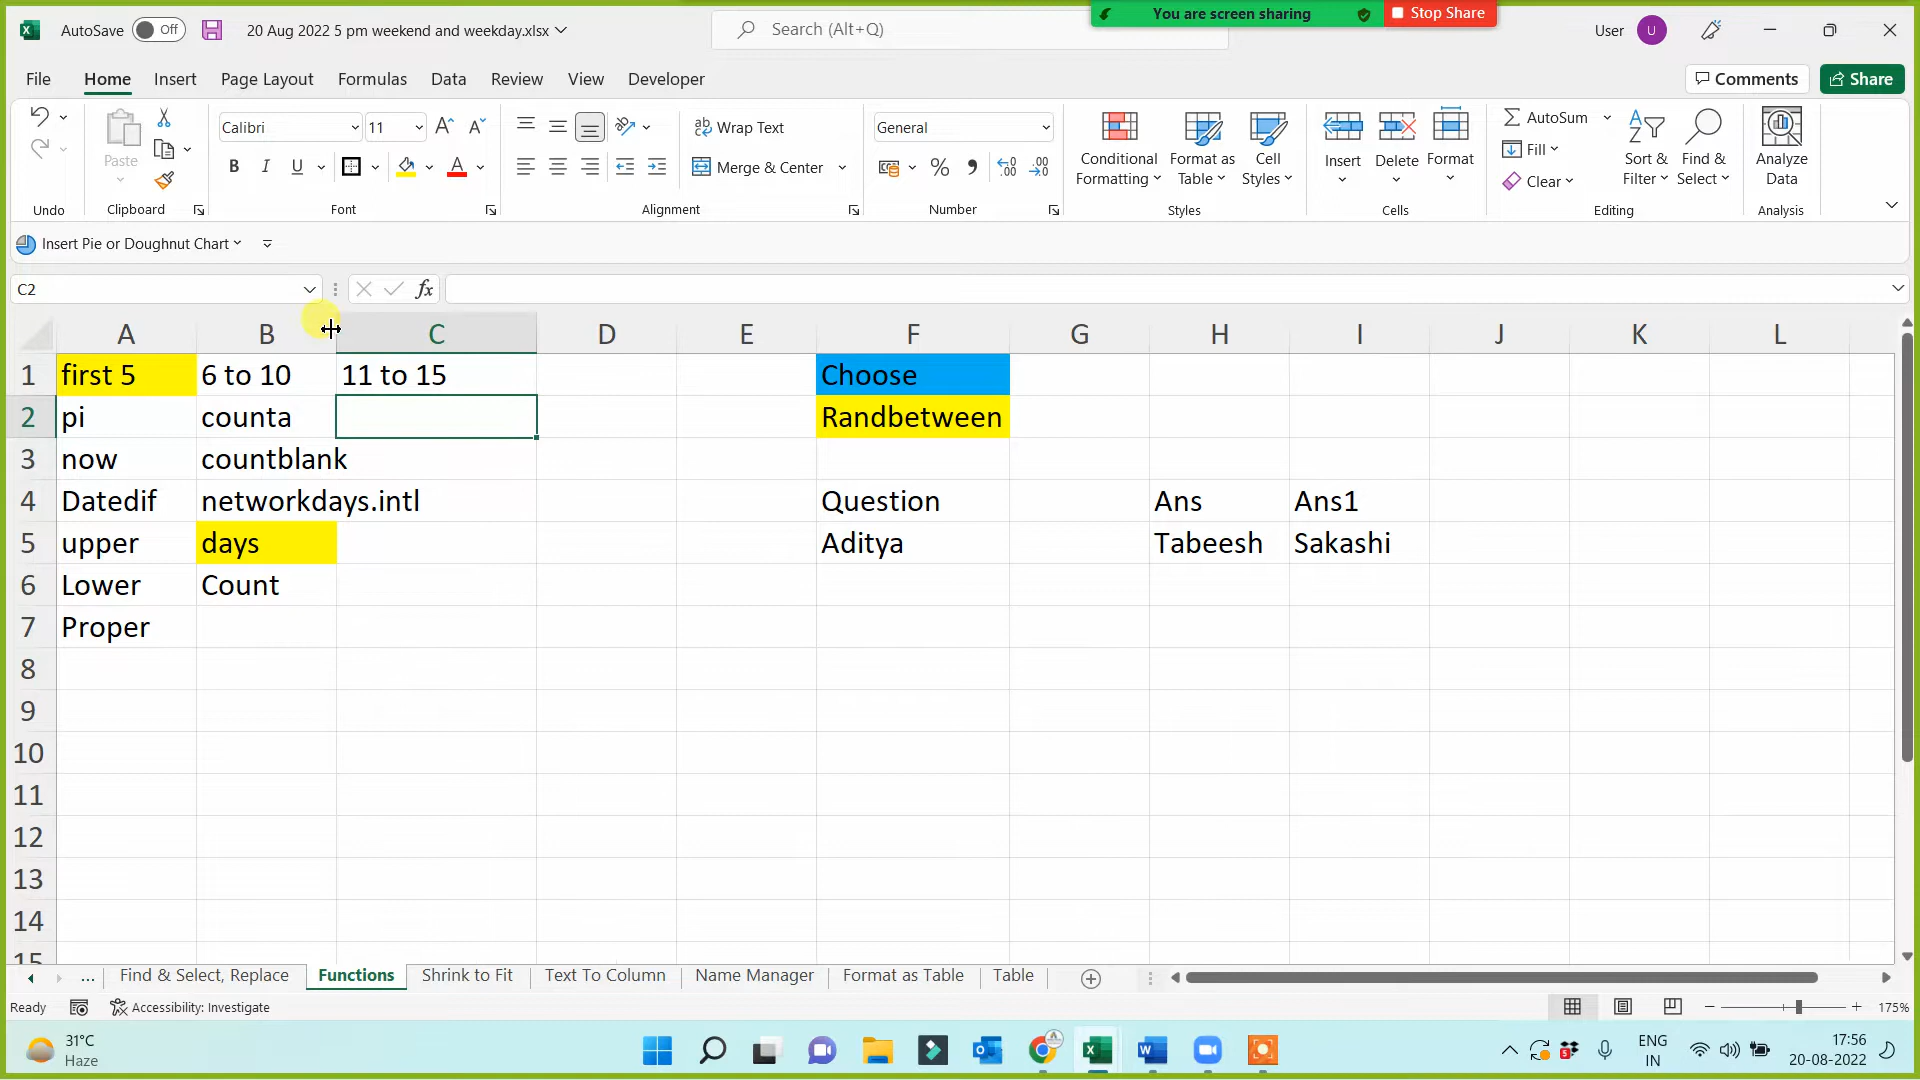 You are screen sharing
Stop Share
AutoSave Off
20 Aug 2022 5 pm weekend and weekday.xlsx
Search (Alt+Q)
User U
File Home Insert Page Layout Formulas Data Review View Developer
Comments Share
Calibri 11
Wrap Text
General
AutoSum
Paste
B I U
Merge & Center
%
Conditional Formatting
Format as Table
Cell Styles
Insert Delete Format
Fill
Clear
Sort & Filter
Find & Select
Analyze Data
Undo Clipboard Font Alignment Number Styles Cells Editing Analysis
Insert Pie or Doughnut Chart
C2
fx
A B C D E F G H I J K L
1 first 5 6 to 10 11 to 15 Choose
2 pi counta Randbetween
3 now countblank
4 Datedif networkdays.intl Question Ans Ans1
5 upper days Aditya Tabeesh Sakashi
6 Lower Count
7 Proper
8
9
10
11
12
13
14
15
... Find & Select, Replace Functions Shrink to Fit Text To Column Name Manager Format as Table Table
Ready Accessibility: Investigate
175%
31°C
Haze
ENG
IN
17:56
20-08-2022